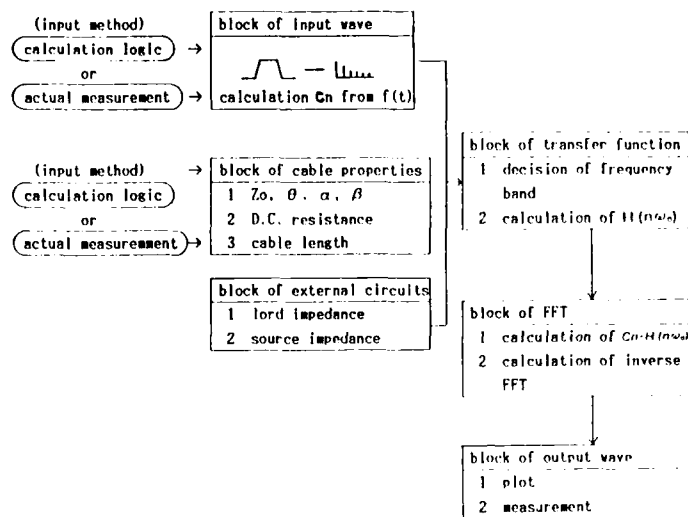 (input method)
calculation logic
or
actual measurement
block of input wave
calculation Cn from f(t)
(input method)
calculation logic
or
actual measuremment
block of cable properties
1 Zo, θ, α, β
2 D.C. resistance
3 cable length
block of external circuits
1 lord impedance
2 source impedance
block of transfer function
1 decision of frequency
band
2 calculation of H(nω₀)
block of FFT
1 calculation of Cn·H(nω₀)
2 calculation of inverse
FFT
block of output wave
1 plot
2 measurement